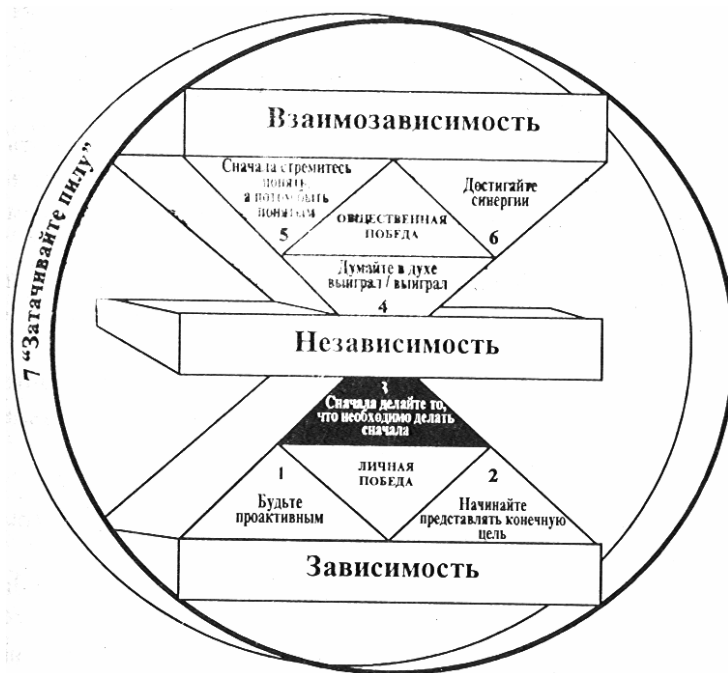 7 “Затачивайте пилу”
Взаимозависимость
Сначала стремитесь
понять,
а потом быть
понятым
5
ОБЩЕСТВЕННАЯ
ПОБЕДА
Достигайте
синергии
6
Думайте в духе
выиграл / выиграл
4
Независимость
3
Сначала делайте то,
что необходимо делать
сначала
1
Будьте
проактивным
ЛИЧНАЯ
ПОБЕДА
2
Начинайте
представлять конечную
цель
Зависимость